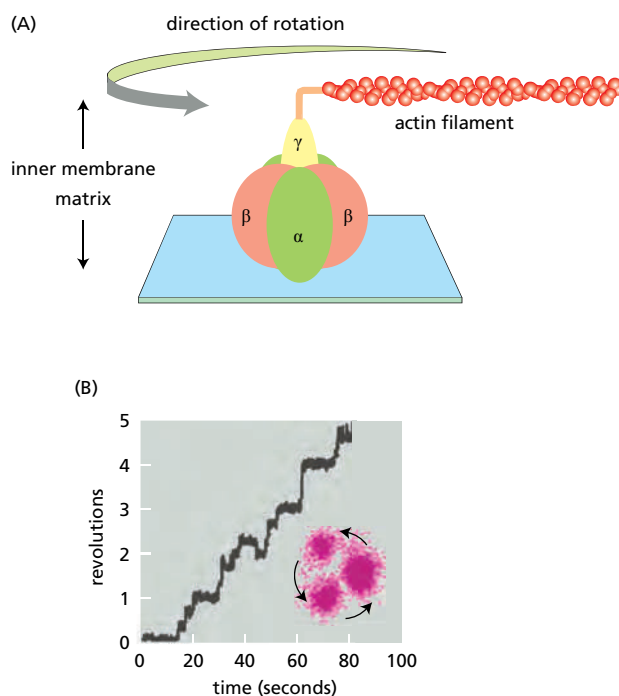 (A)
direction of rotation
actin filament
γ
inner membrane
matrix
β
β
α
(B)
5
4
3
2
1
0
revolutions
0 20 40 60 80 100
time (seconds)